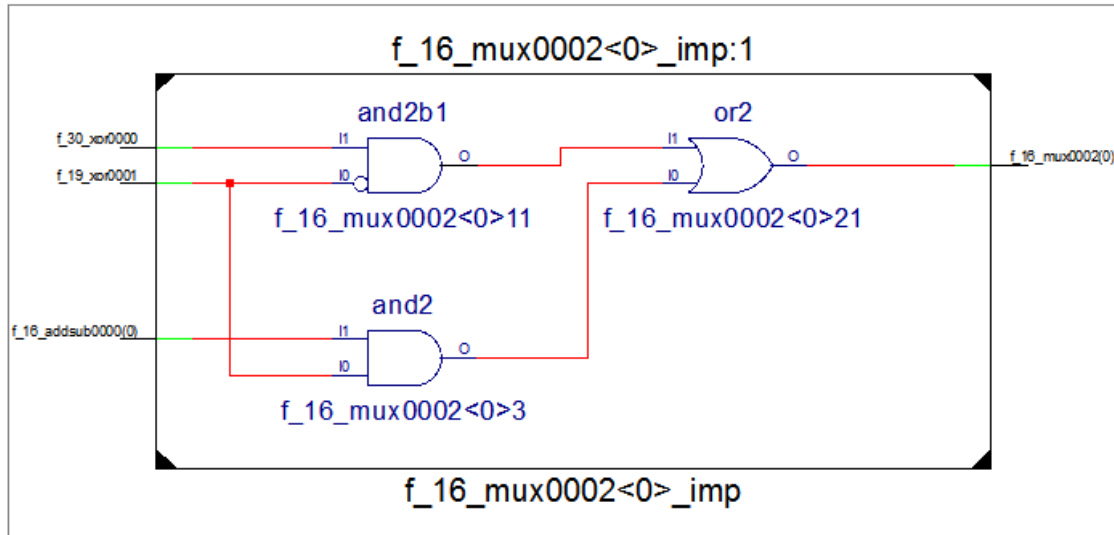 f_16_mux0002<0>_imp:1
and2b1
or2
f_30_xor0000
I1
O
I1
O
f_16_mux0002(0)
f_19_xor0001
I0
I0
f_16_mux0002<0>11
f_16_mux0002<0>21
and2
f_16_addsub0000(0)
I1
O
I0
f_16_mux0002<0>3
f_16_mux0002<0>_imp